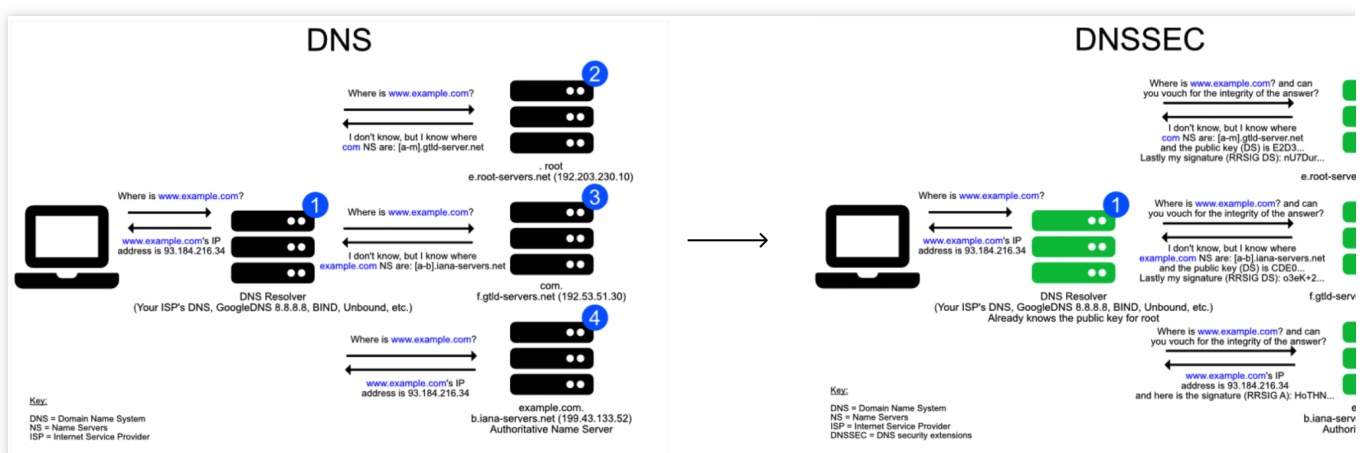 DNS
2
Where is www.example.com?
I don't know, but I know where
com NS are: [a-m].gtld-server.net
. root
e.root-servers.net (192.203.230.10)
Where is www.example.com?
1
www.example.com's IP
address is 93.184.216.34
DNS Resolver
(Your ISP's DNS, GoogleDNS 8.8.8.8, BIND, Unbound, etc.)
3
Where is www.example.com?
I don't know, but I know where
example.com NS are: [a-b].iana-servers.net
com.
f.gtld-servers.net (192.53.51.30)
4
Where is www.example.com?
www.example.com's IP
address is 93.184.216.34
example.com.
b.iana-servers.net (199.43.133.52)
Authoritative Name Server
Key:
DNS = Domain Name System
NS = Name Servers
ISP = Internet Service Provider
DNSSEC
Where is www.example.com? and can
you vouch for the integrity of the answer?
I don't know, but I know where
com NS are: [a-m].gtld-server.net
and the public key (DS) is E2D3...
Lastly my signature (RRSIG DS): nU7Dur...
e.root-serve
Where is www.example.com?
1
www.example.com's IP
address is 93.184.216.34
DNS Resolver
(Your ISP's DNS, GoogleDNS 8.8.8.8, BIND, Unbound, etc.)
Already knows the public key for root
Where is www.example.com? and can
you vouch for the integrity of the answer?
I don't know, but I know where
example.com NS are: [a-b].iana-servers.net
and the public key (DS) is CDE0...
Lastly my signature (RRSIG DS): o3eK+2...
f.gtld-serv
Where is www.example.com? and can
you vouch for the integrity of the answer?
www.example.com's IP
address is 93.184.216.34
and here is the signature (RRSIG A): HoTHN...
e
b.iana-serv
Authori
Key:
DNS = Domain Name System
NS = Name Servers
ISP = Internet Service Provider
DNSSEC = DNS security extensions